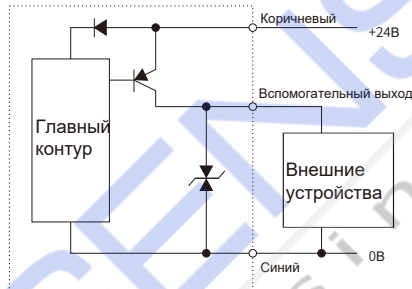 Коричневый
+24В
Вспомогательный выход
Главный
контур
Внешние
устройства
0В
Синий